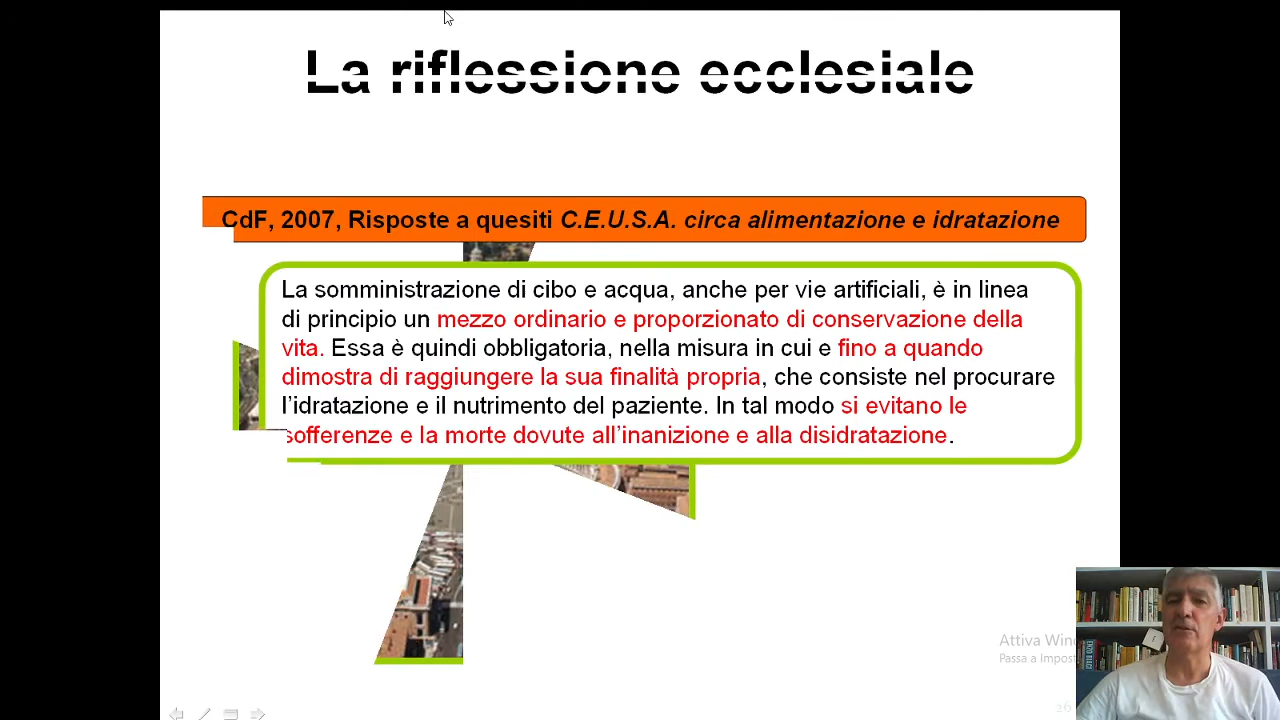 La riflessione ecclesiale
CdF, 2007, Risposte a quesiti C.E.U.S.A. circa alimentazione e idratazione
La somministrazione di cibo e acqua, anche per vie artificiali, è in linea
di principio un mezzo ordinario e proporzionato di conservazione della
vita. Essa è quindi obbligatoria, nella misura in cui e fino a quando
dimostra di raggiungere la sua finalità propria, che consiste nel procurare
l'idratazione e il nutrimento del paziente. In tal modo si evitano le
sofferenze e la morte dovute all'inanizione e alla disidratazione.
Attiva Win
Passa a Impost
26